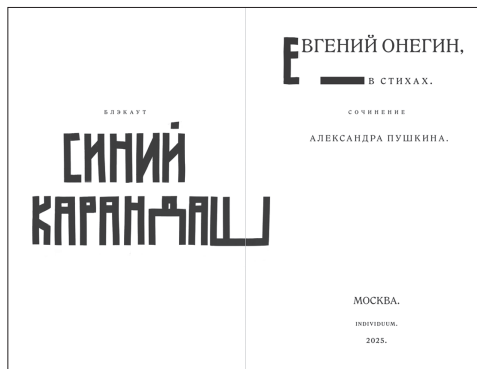 БЛЭКАУТ
СИНИЙ
КАРАНДАШ
ЕВГЕНИЙ ОНЕГИН,
В СТИХАХ.
СОЧИНЕНИЕ
АЛЕКСАНДРА ПУШКИНА.
МОСКВА.
INDIVIDUUM.
2025.